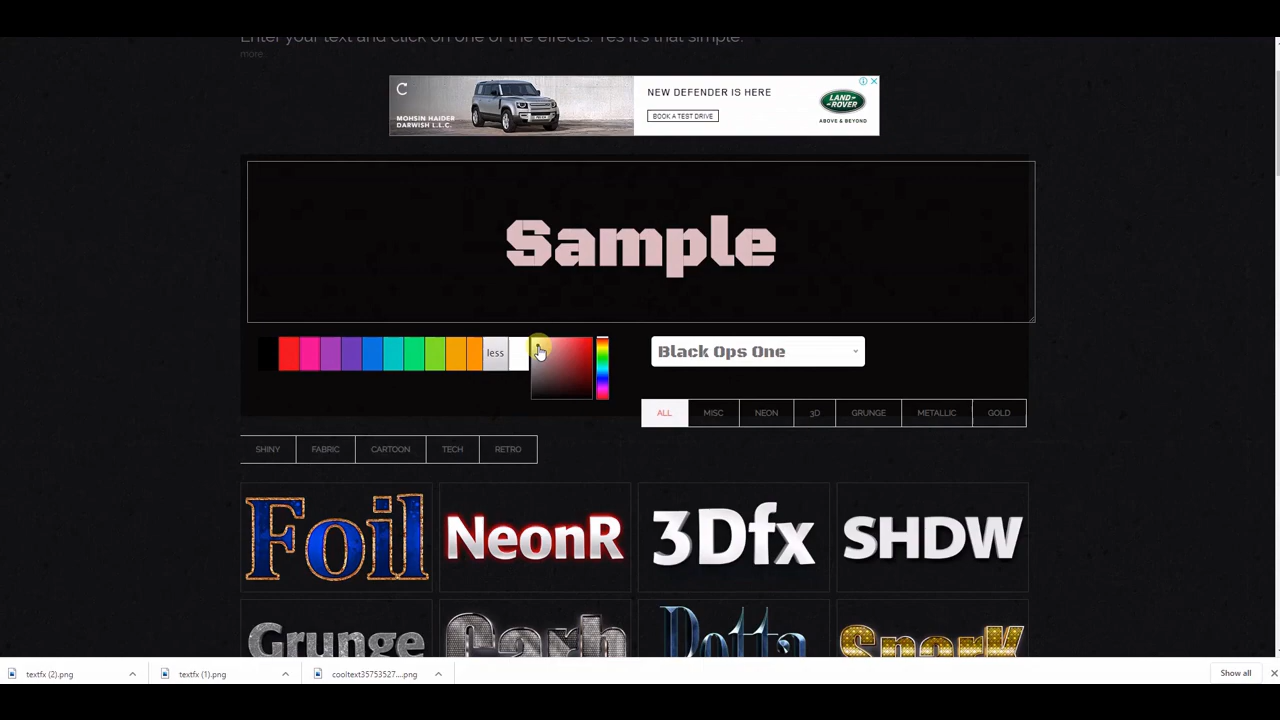 Enter your text and click on one of the effects. Yes it's that simple.
more..
MOHSIN HAIDER
DARWISH L.L.C.
NEW DEFENDER IS HERE
BOOK A TEST DRIVE
LAND-
ROVER
ABOVE & BEYOND
Sample
less
Black Ops One
ALL
MISC
NEON
3D
GRUNGE
METALLIC
GOLD
SHINY
FABRIC
CARTOON
TECH
RETRO
Foil
NeonR
3Dfx
SHDW
Grunge
Carb
SparK
textfx (2).png
textfx (1).png
cooltext35753527....png
Show all